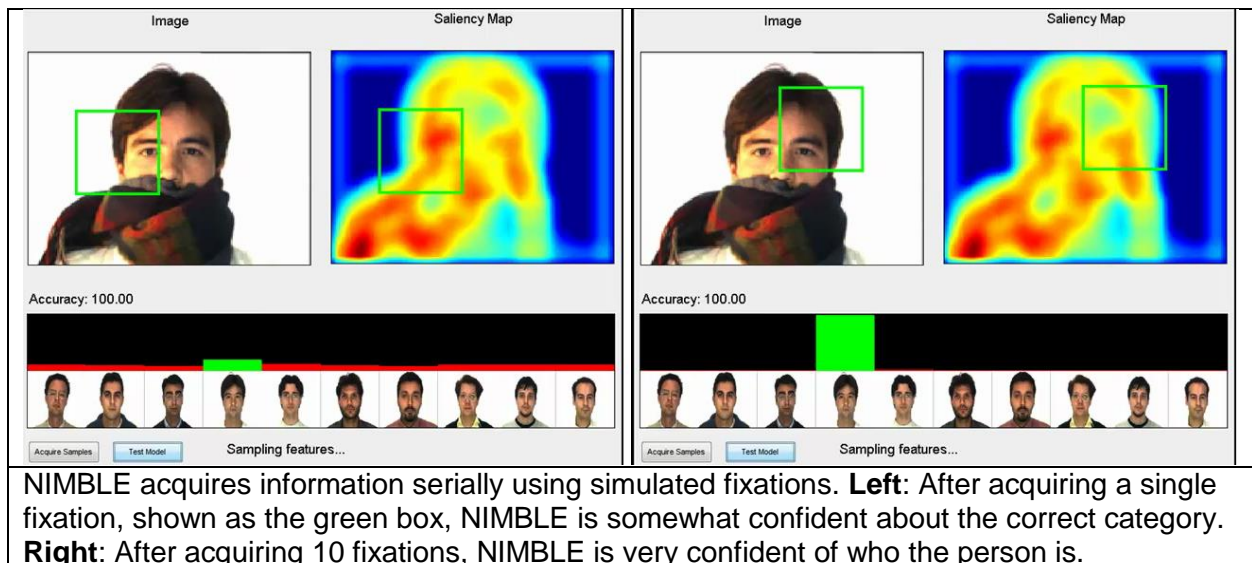 Image Saliency Map
Accuracy: 100.00
Acquire Samples Test Model Sampling features...
Image Saliency Map
Accuracy: 100.00
Acquire Samples Test Model Sampling features...
NIMBLE acquires information serially using simulated fixations. Left: After acquiring a single
fixation, shown as the green box, NIMBLE is somewhat confident about the correct category.
Right: After acquiring 10 fixations, NIMBLE is very confident of who the person is.